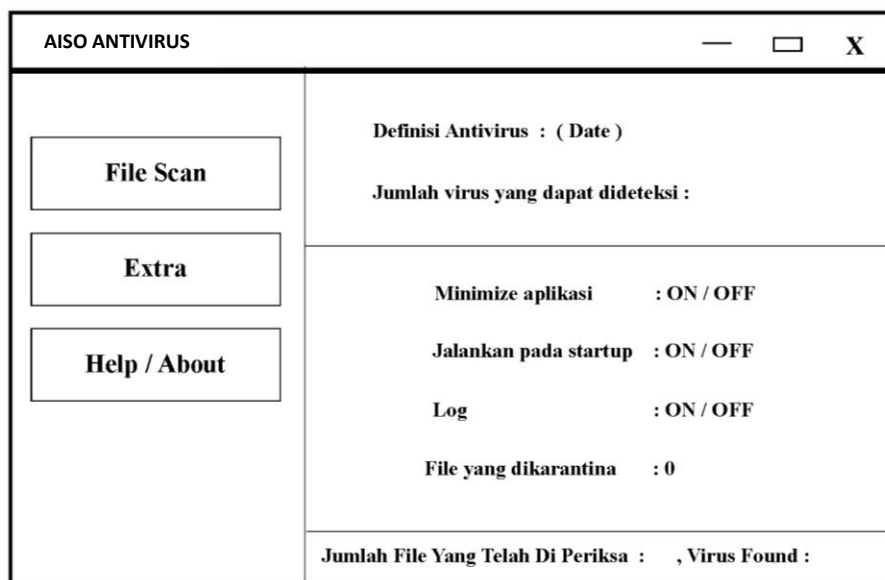 AISO ANTIVIRUS — X
File Scan
Extra
Help / About
Definisi Antivirus : ( Date )
Jumlah virus yang dapat dideteksi :
Minimize aplikasi : ON / OFF
Jalankan pada startup : ON / OFF
Log : ON / OFF
File yang dikarantina : 0
Jumlah File Yang Telah Di Periksa : , Virus Found :